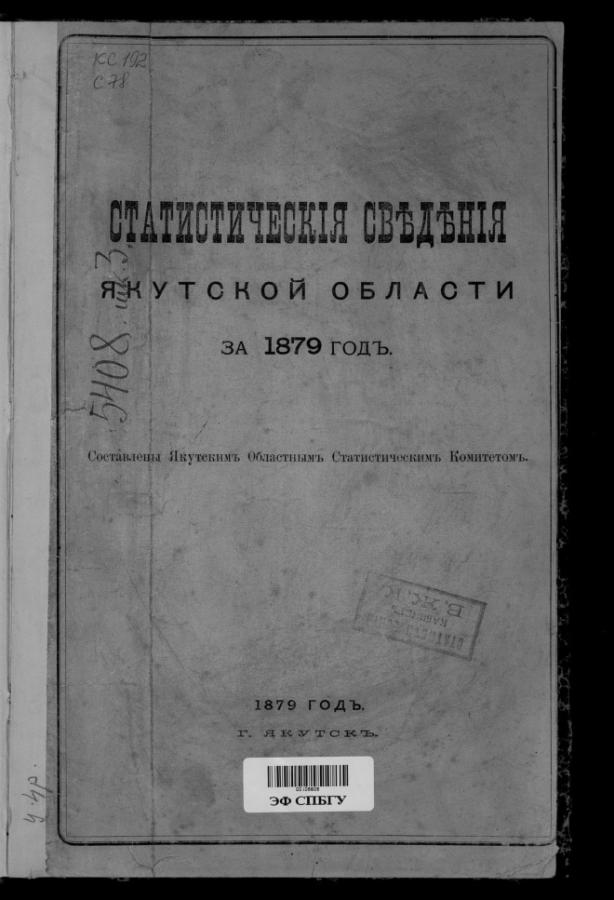 КС 192
С 78
СТАТИСТИЧЕСКІЯ СВѢДѢНІЯ
ЯКУТСКОЙ ОБЛАСТИ
ЗА 1879 ГОДЪ.
5408
Составлены Якутскимъ Областнымъ Статистическимъ Комитетомъ.
КАБИНЕТЪ
В.Ж.К.
1879 ГОДЪ.
Г. ЯКУТСКЪ.
ЭФ СПБГУ